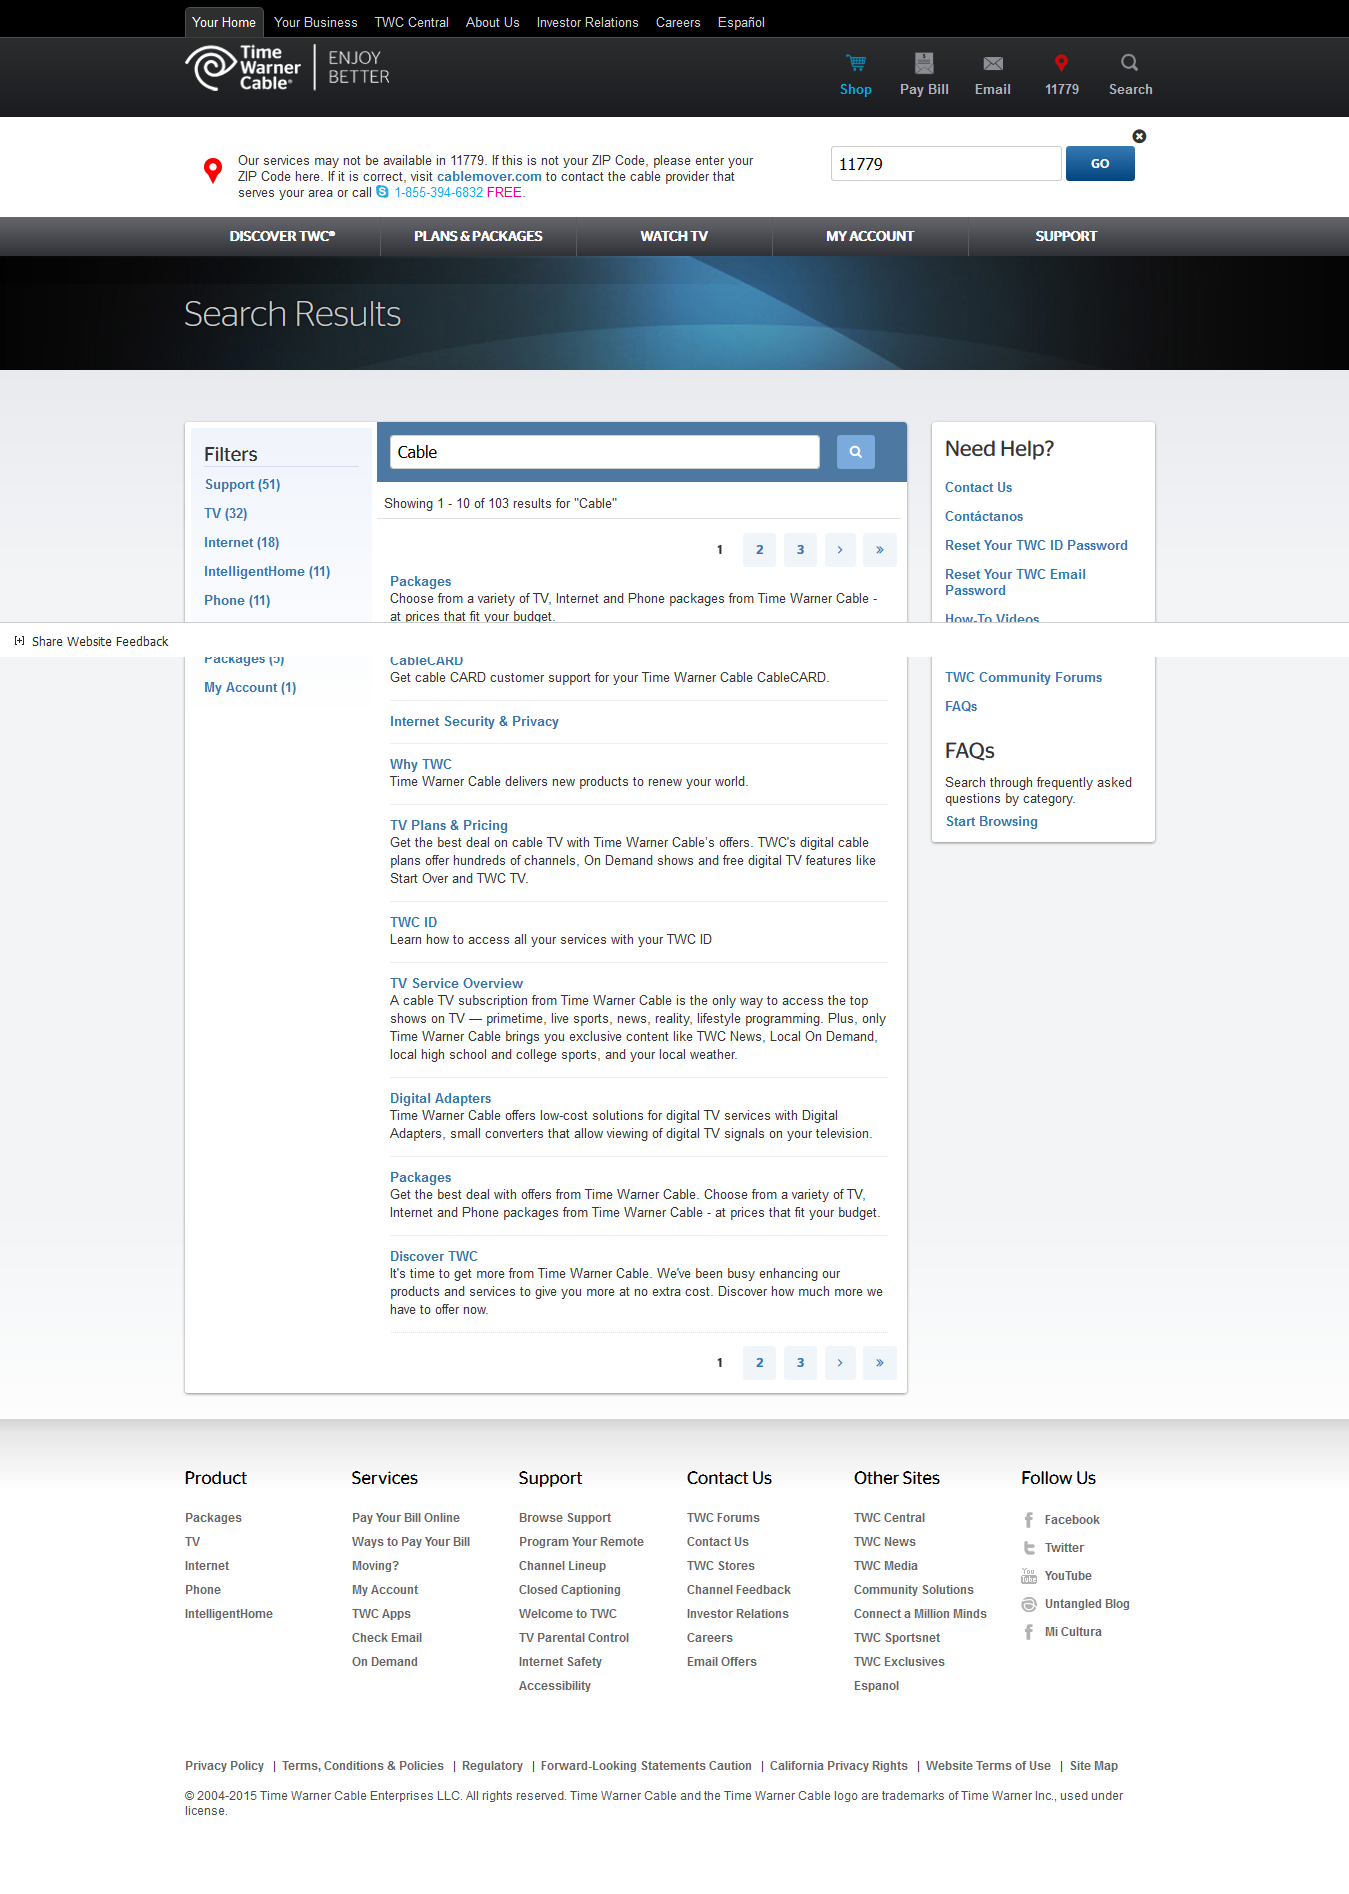 Your Home Your Business TWC Central About Us Investor Relations Careers Español
Time Warner Cable® ENJOY BETTER
Shop Pay Bill Email 11779 Search
Our services may not be available in 11779. If this is not your ZIP Code, please enter your
ZIP Code here. If it is correct, visit cablemover.com to contact the cable provider that
serves your area or call 1-855-394-6832 FREE.
11779 GO
DISCOVER TWC® PLANS & PACKAGES WATCH TV MY ACCOUNT SUPPORT
Search Results
Filters
Support (51)
TV (32)
Internet (18)
IntelligentHome (11)
Phone (11)
Packages (5)
My Account (1)
Cable
Showing 1 - 10 of 103 results for "Cable"
1 2 3 › »
Packages
Choose from a variety of TV, Internet and Phone packages from Time Warner Cable -
at prices that fit your budget.
CableCARD
Get cable CARD customer support for your Time Warner Cable CableCARD.
Internet Security & Privacy
Why TWC
Time Warner Cable delivers new products to renew your world.
TV Plans & Pricing
Get the best deal on cable TV with Time Warner Cable's offers. TWC's digital cable
plans offer hundreds of channels, On Demand shows and free digital TV features like
Start Over and TWC TV.
TWC ID
Learn how to access all your services with your TWC ID
TV Service Overview
A cable TV subscription from Time Warner Cable is the only way to access the top
shows on TV — primetime, live sports, news, reality, lifestyle programming. Plus, only
Time Warner Cable brings you exclusive content like TWC News, Local On Demand,
local high school and college sports, and your local weather.
Digital Adapters
Time Warner Cable offers low-cost solutions for digital TV services with Digital
Adapters, small converters that allow viewing of digital TV signals on your television.
Packages
Get the best deal with offers from Time Warner Cable. Choose from a variety of TV,
Internet and Phone packages from Time Warner Cable - at prices that fit your budget.
Discover TWC
It's time to get more from Time Warner Cable. We've been busy enhancing our
products and services to give you more at no extra cost. Discover how much more we
have to offer now.
1 2 3 › »
Need Help?
Contact Us
Contáctanos
Reset Your TWC ID Password
Reset Your TWC Email
Password
How-To Videos
TWC Community Forums
FAQs
FAQs
Search through frequently asked
questions by category.
Start Browsing
[+] Share Website Feedback
Product
Packages
TV
Internet
Phone
IntelligentHome
Services
Pay Your Bill Online
Ways to Pay Your Bill
Moving?
My Account
TWC Apps
Check Email
On Demand
Support
Browse Support
Program Your Remote
Channel Lineup
Closed Captioning
Welcome to TWC
TV Parental Control
Internet Safety
Accessibility
Contact Us
TWC Forums
Contact Us
TWC Stores
Channel Feedback
Investor Relations
Careers
Email Offers
Other Sites
TWC Central
TWC News
TWC Media
Community Solutions
Connect a Million Minds
TWC Sportsnet
TWC Exclusives
Espanol
Follow Us
Facebook
Twitter
YouTube
Untangled Blog
Mi Cultura
Privacy Policy | Terms, Conditions & Policies | Regulatory | Forward-Looking Statements Caution | California Privacy Rights | Website Terms of Use | Site Map
© 2004-2015 Time Warner Cable Enterprises LLC. All rights reserved. Time Warner Cable and the Time Warner Cable logo are trademarks of Time Warner Inc., used under
license.